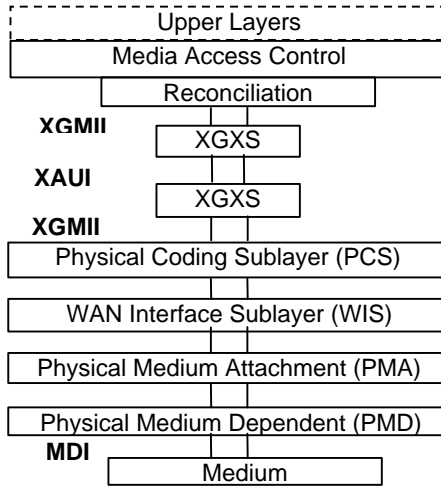 Upper Layers
Media Access Control
Reconciliation
XGMII
XGXS
XAUI
XGXS
XGMII
Physical Coding Sublayer (PCS)
WAN Interface Sublayer (WIS)
Physical Medium Attachment (PMA)
Physical Medium Dependent (PMD)
MDI
Medium